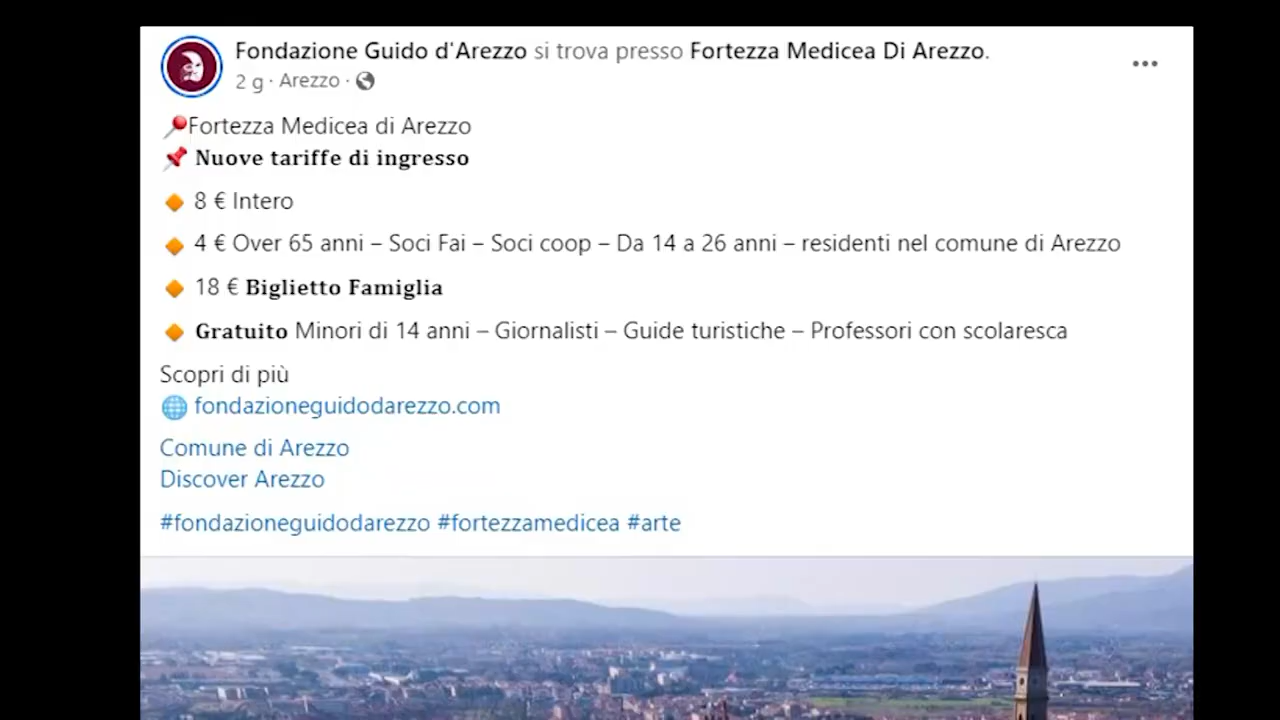 Fondazione Guido d'Arezzo si trova presso Fortezza Medicea Di Arezzo.
2 g · Arezzo ·
Fortezza Medicea di Arezzo
Nuove tariffe di ingresso
8 € Intero
4 € Over 65 anni – Soci Fai – Soci coop – Da 14 a 26 anni – residenti nel comune di Arezzo
18 € Biglietto Famiglia
Gratuito Minori di 14 anni – Giornalisti – Guide turistiche – Professori con scolaresca
Scopri di più
fondazioneguidodarezzo.com
Comune di Arezzo
Discover Arezzo
#fondazioneguidodarezzo #fortezzamedicea #arte